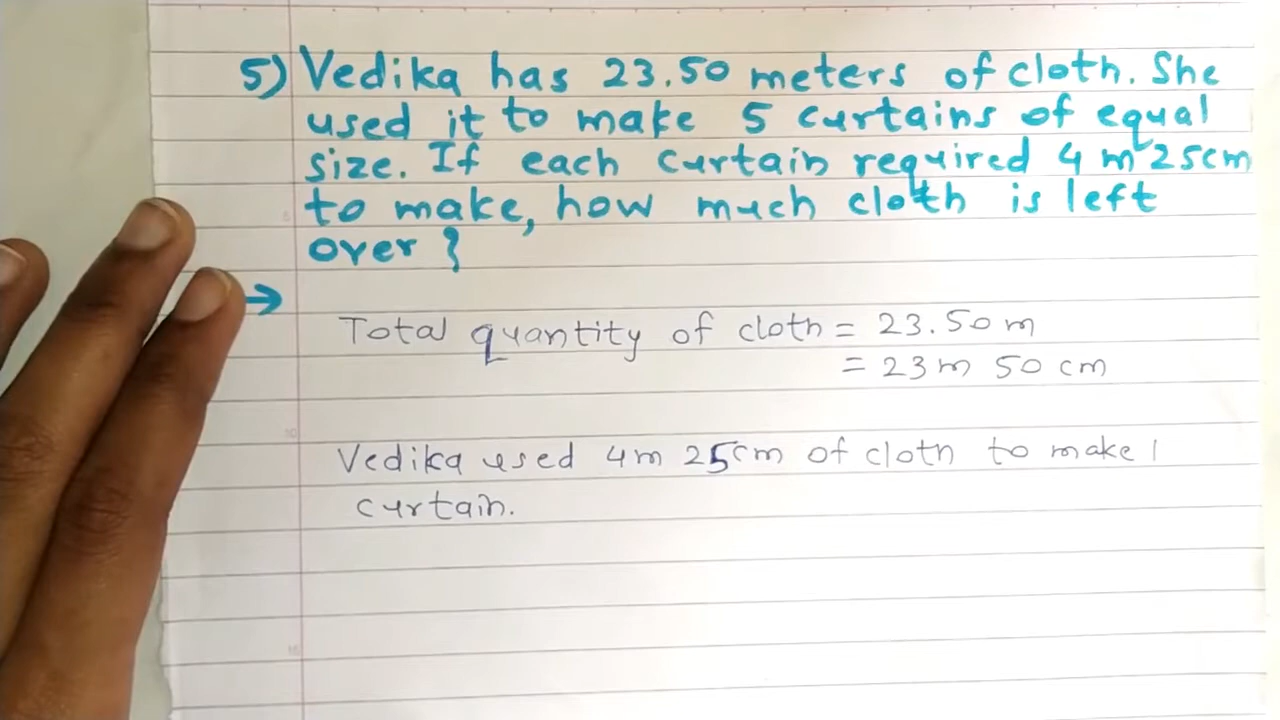 5) Vedika has 23.50 meters of cloth. She
used it to make 5 curtains of equal
size. If each curtain required 4 m 25cm
to make, how much cloth is left
over ?
→
Total quantity of cloth = 23.50 m
= 23 m 50 cm
Vedika used 4m 25cm of cloth to make 1
curtain.